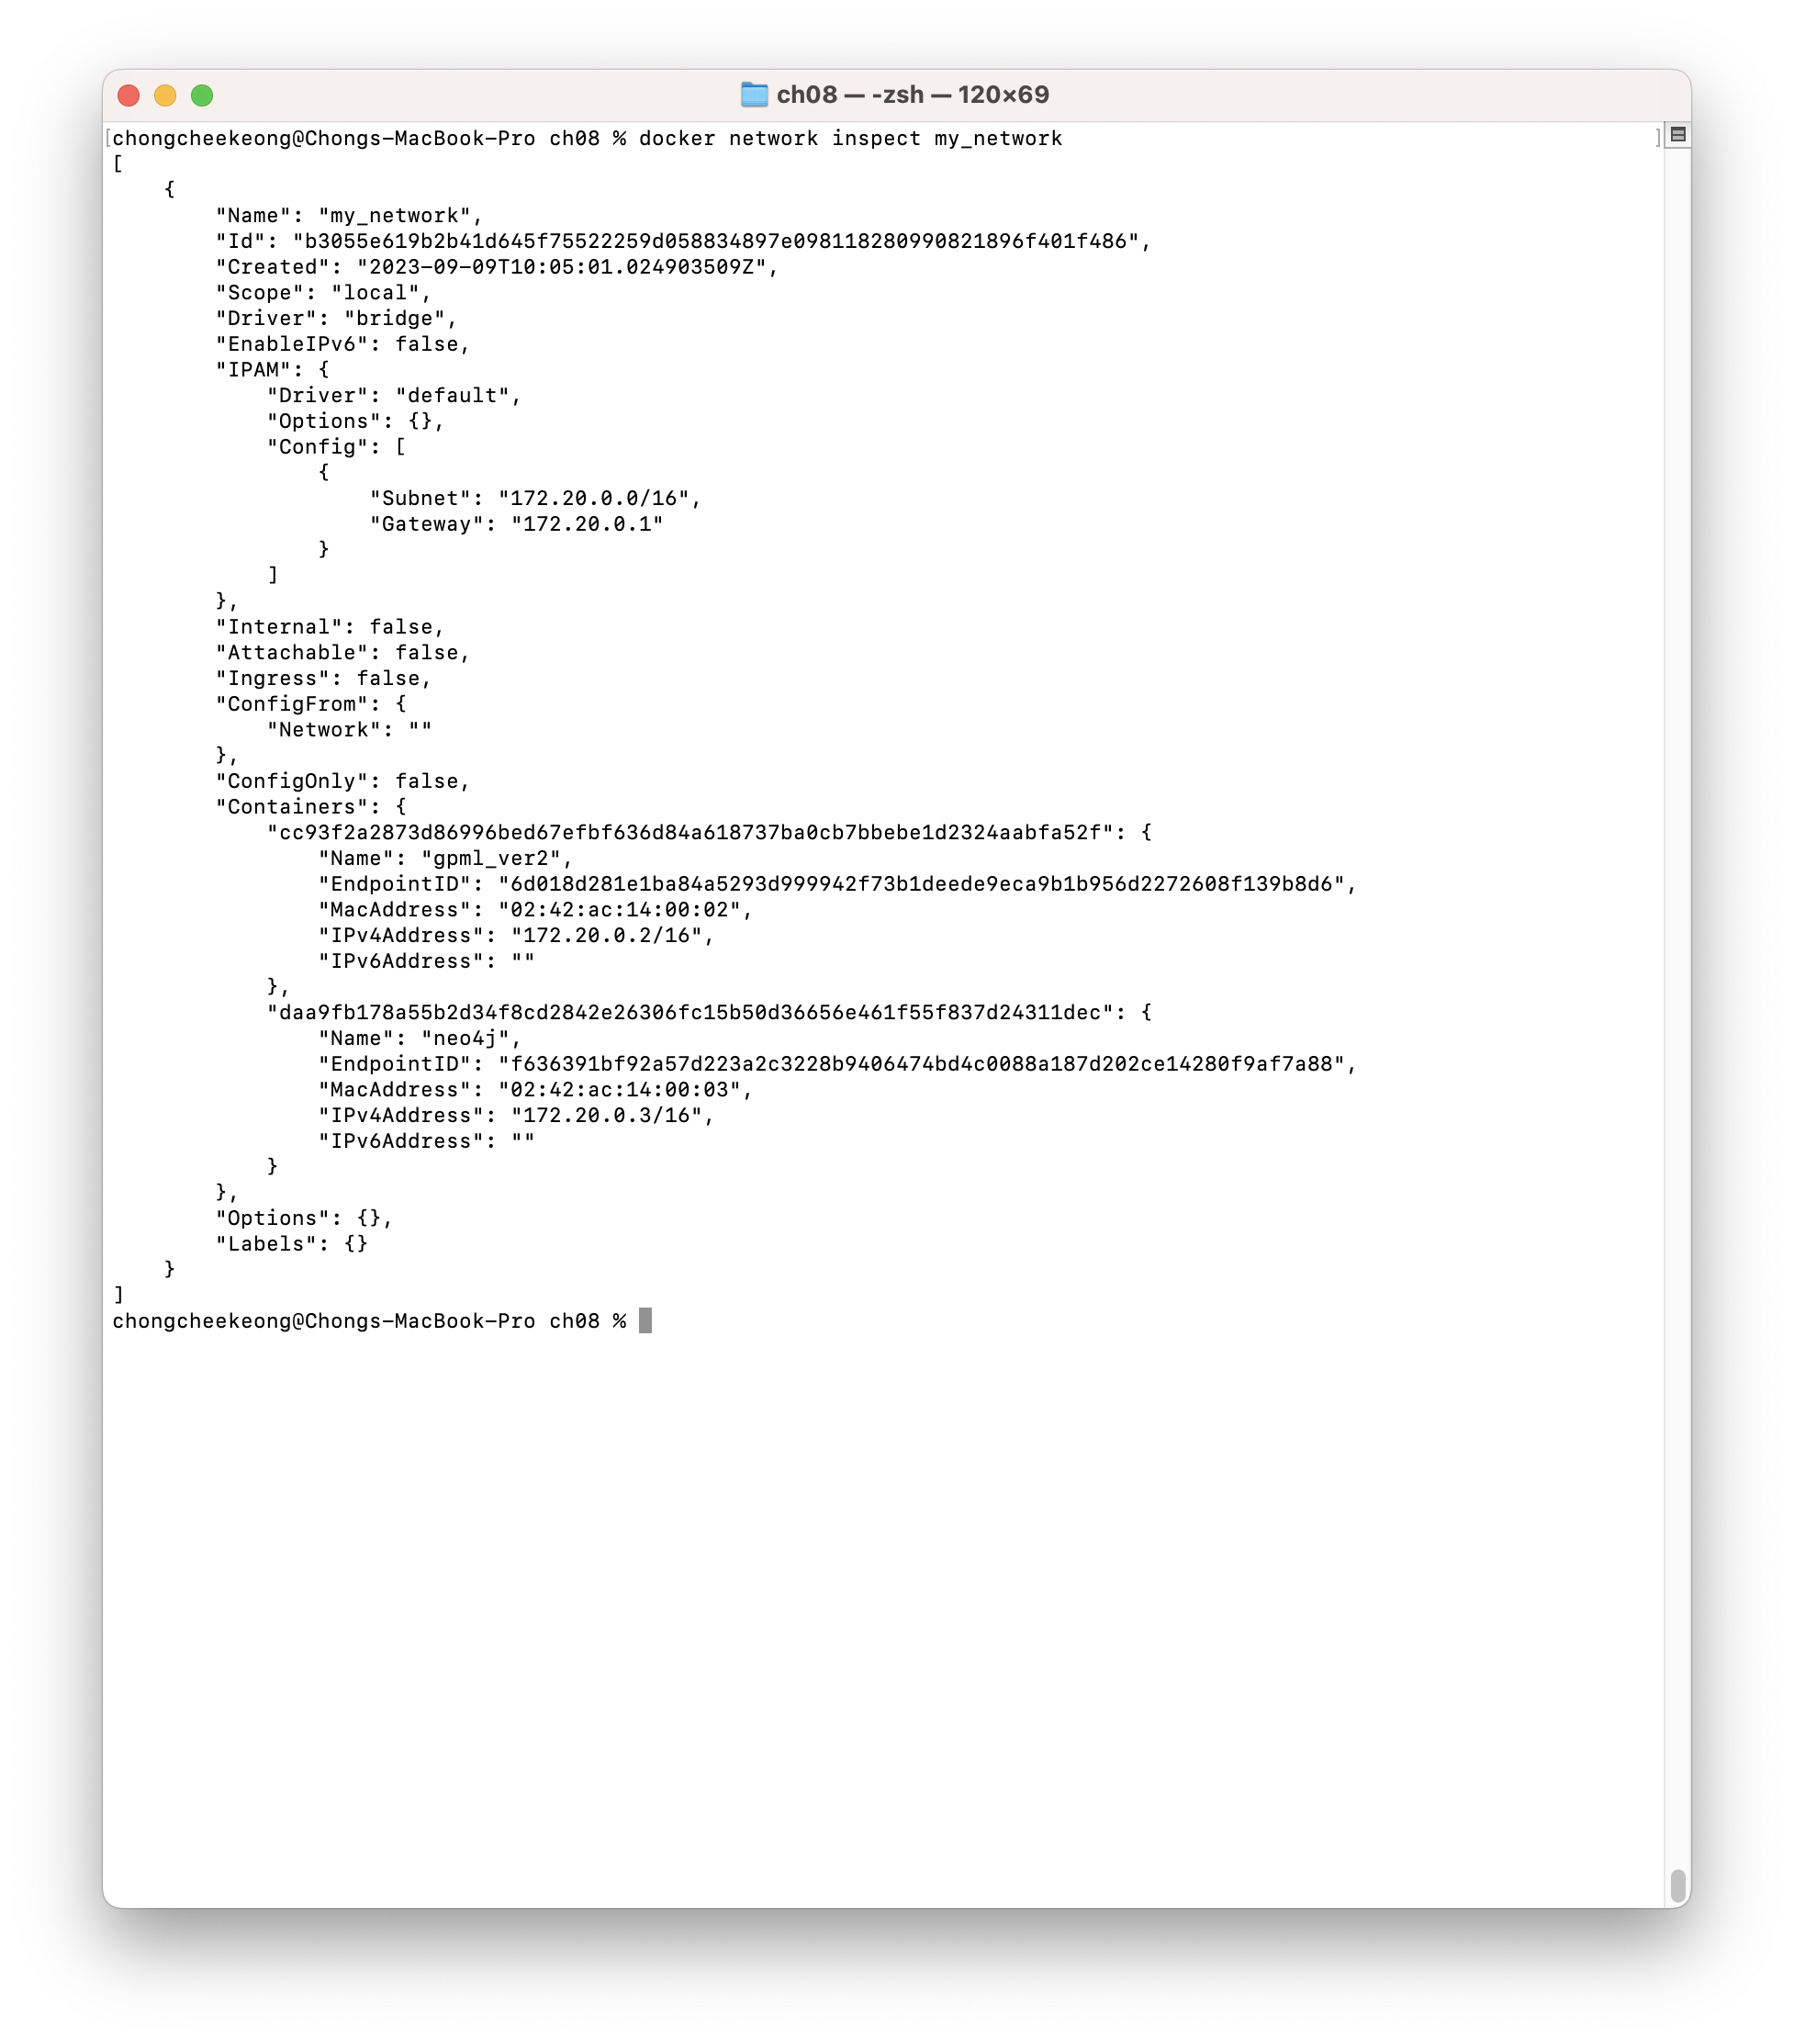 ch08 — -zsh — 120×69
[chongcheekeong@Chongs-MacBook-Pro ch08 % docker network inspect my_network ]
[
    {
        "Name": "my_network",
        "Id": "b3055e619b2b41d645f75522259d058834897e098118280990821896f401f486",
        "Created": "2023-09-09T10:05:01.024903509Z",
        "Scope": "local",
        "Driver": "bridge",
        "EnableIPv6": false,
        "IPAM": {
            "Driver": "default",
            "Options": {},
            "Config": [
                {
                    "Subnet": "172.20.0.0/16",
                    "Gateway": "172.20.0.1"
                }
            ]
        },
        "Internal": false,
        "Attachable": false,
        "Ingress": false,
        "ConfigFrom": {
            "Network": ""
        },
        "ConfigOnly": false,
        "Containers": {
            "cc93f2a2873d86996bed67efbf636d84a618737ba0cb7bbebe1d2324aabfa52f": {
                "Name": "gpml_ver2",
                "EndpointID": "6d018d281e1ba84a5293d999942f73b1deede9eca9b1b956d2272608f139b8d6",
                "MacAddress": "02:42:ac:14:00:02",
                "IPv4Address": "172.20.0.2/16",
                "IPv6Address": ""
            },
            "daa9fb178a55b2d34f8cd2842e26306fc15b50d36656e461f55f837d24311dec": {
                "Name": "neo4j",
                "EndpointID": "f636391bf92a57d223a2c3228b9406474bd4c0088a187d202ce14280f9af7a88",
                "MacAddress": "02:42:ac:14:00:03",
                "IPv4Address": "172.20.0.3/16",
                "IPv6Address": ""
            }
        },
        "Options": {},
        "Labels": {}
    }
]
chongcheekeong@Chongs-MacBook-Pro ch08 %